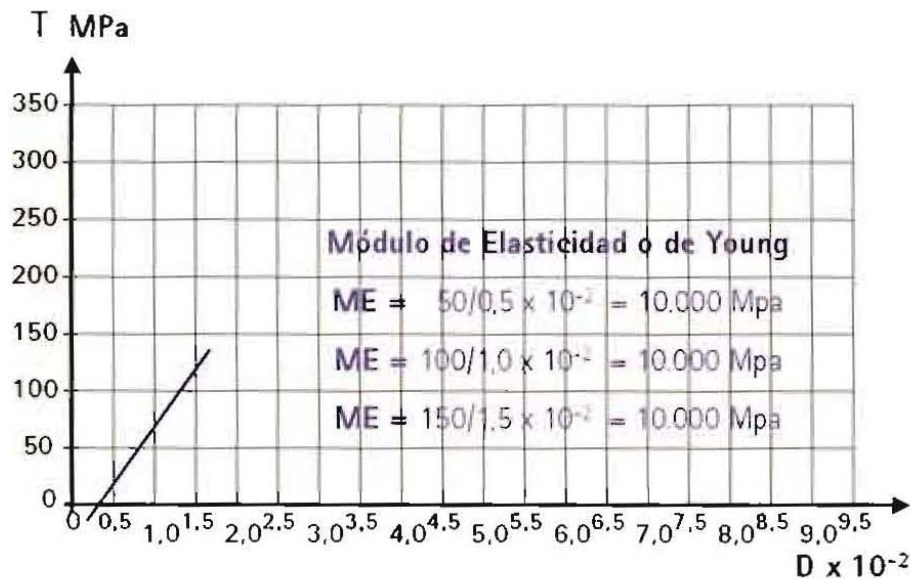 T MPa
350
300
250
200
150
100
50
0
Módulo de Elasticidad o de Young
ME = 50/0,5 x 10⁻² = 10.000 Mpa
ME = 100/1,0 x 10⁻² = 10.000 Mpa
ME = 150/1,5 x 10⁻² = 10.000 Mpa
0 0,5 1,0 1,5 2,0 2,5 3,0 3,5 4,0 4,5 5,0 5,5 6,0 6,5 7,0 7,5 8,0 8,5 9,0 9,5
D x 10⁻²